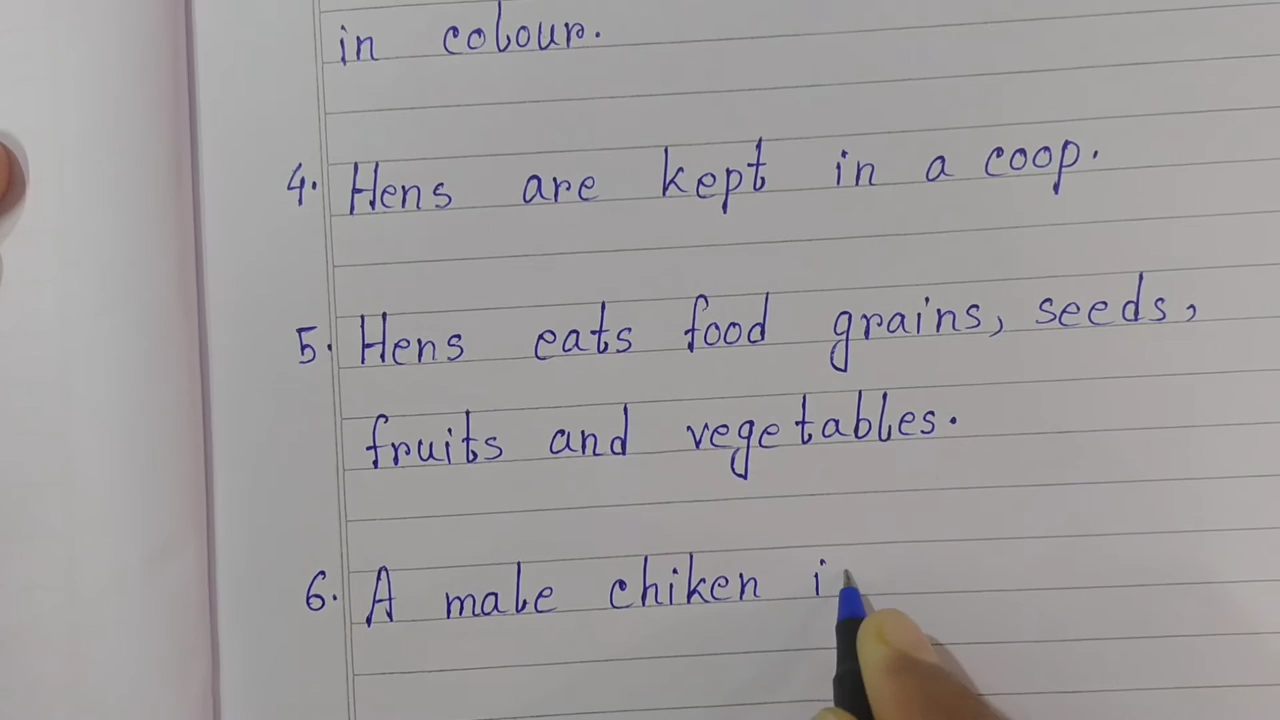 in colour.
4. Hens are kept in a coop.
5. Hens eats food grains, seeds,
fruits and vegetables.
6. A male chiken i